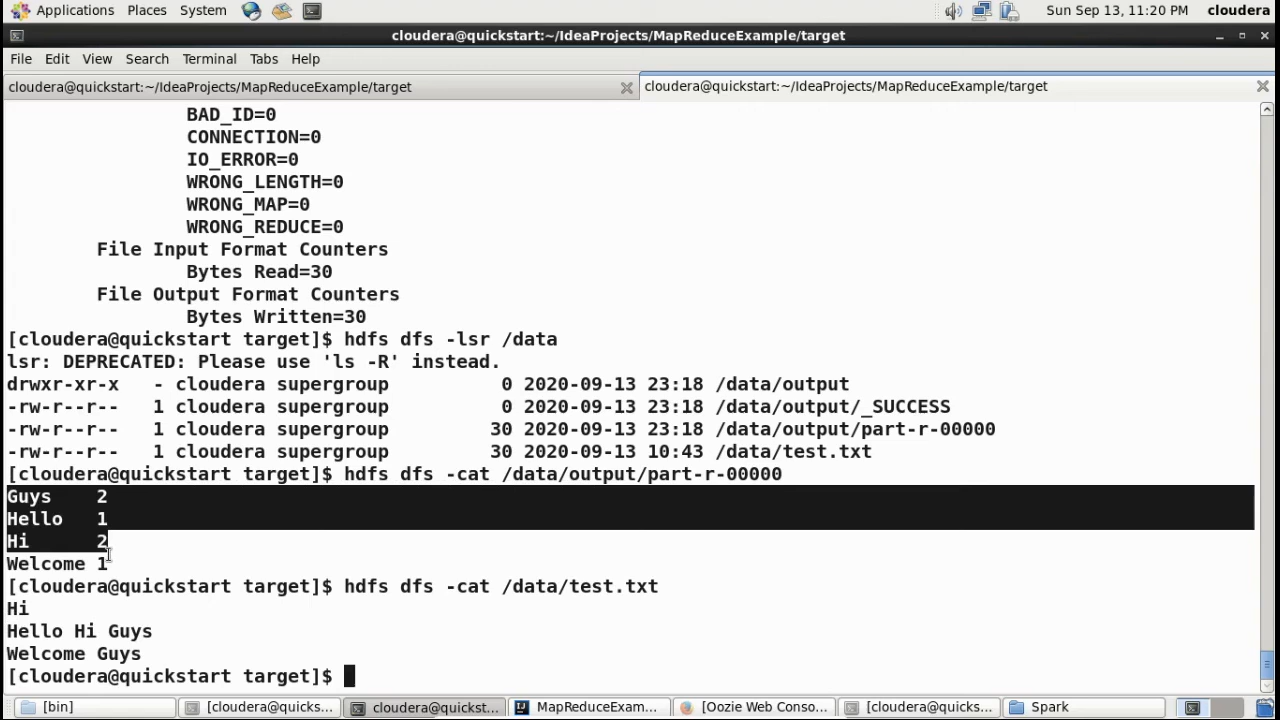 Applications Places System Sun Sep 13, 11:20 PM cloudera
cloudera@quickstart:~/IdeaProjects/MapReduceExample/target
File Edit View Search Terminal Tabs Help
cloudera@quickstart:~/IdeaProjects/MapReduceExample/target cloudera@quickstart:~/IdeaProjects/MapReduceExample/target
BAD_ID=0
CONNECTION=0
IO_ERROR=0
WRONG_LENGTH=0
WRONG_MAP=0
WRONG_REDUCE=0
File Input Format Counters
Bytes Read=30
File Output Format Counters
Bytes Written=30
[cloudera@quickstart target]$ hdfs dfs -lsr /data
lsr: DEPRECATED: Please use 'ls -R' instead.
drwxr-xr-x - cloudera supergroup 0 2020-09-13 23:18 /data/output
-rw-r--r-- 1 cloudera supergroup 0 2020-09-13 23:18 /data/output/_SUCCESS
-rw-r--r-- 1 cloudera supergroup 30 2020-09-13 23:18 /data/output/part-r-00000
-rw-r--r-- 1 cloudera supergroup 30 2020-09-13 10:43 /data/test.txt
[cloudera@quickstart target]$ hdfs dfs -cat /data/output/part-r-00000
Guys 2
Hello 1
Hi 2
Welcome 1
[cloudera@quickstart target]$ hdfs dfs -cat /data/test.txt
Hi
Hello Hi Guys
Welcome Guys
[cloudera@quickstart target]$
[bin] [cloudera@quicks... cloudera@quickst... MapReduceExam... [Oozie Web Conso... [cloudera@quicks... Spark